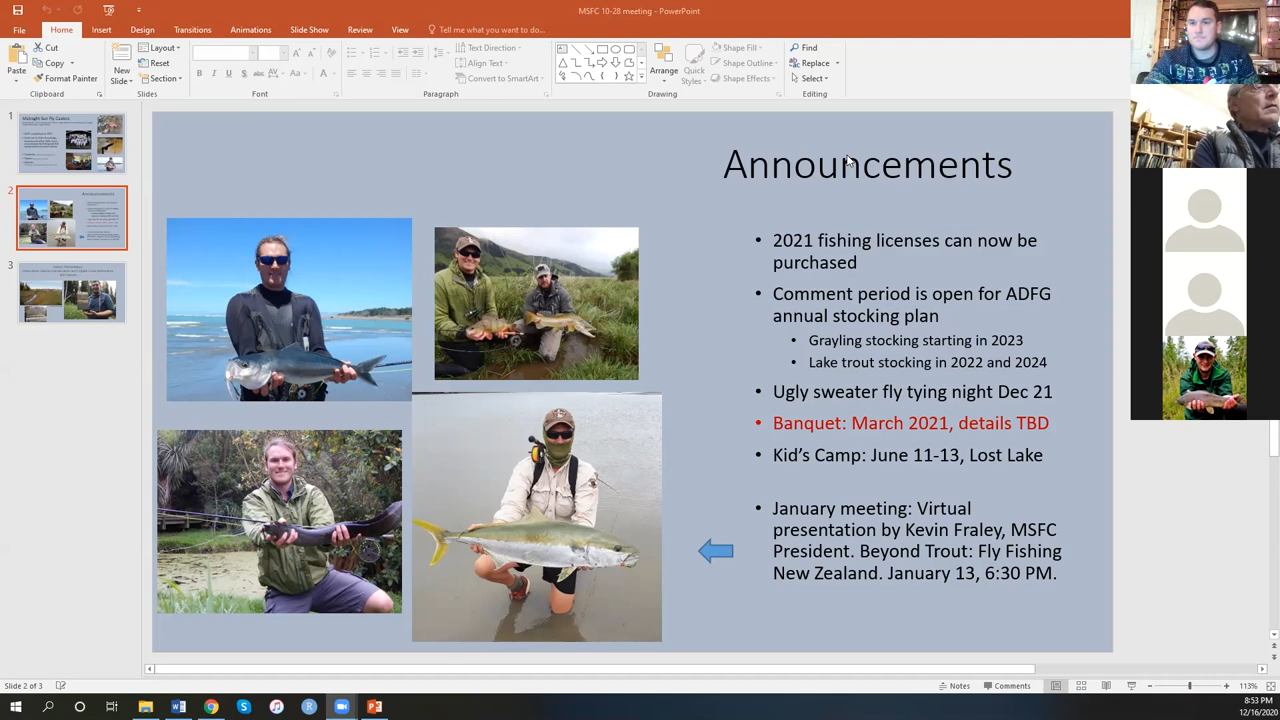 MSFC 10-28 meeting - PowerPoint
File Home Insert Design Transitions Animations Slide Show Review View Tell me what you want to do...
Paste
Cut
Copy
Format Painter
Clipboard
New
Slide
Layout
Reset
Section
Slides
Font
Text Direction
Align Text
Convert to SmartArt
Paragraph
Arrange
Quick
Styles
Shape Fill
Shape Outline
Shape Effects
Drawing
Find
Replace
Select
Editing
1
2
3
Announcements
• 2021 fishing licenses can now be
purchased
• Comment period is open for ADFG
annual stocking plan
• Grayling stocking starting in 2023
• Lake trout stocking in 2022 and 2024
• Ugly sweater fly tying night Dec 21
• Banquet: March 2021, details TBD
• Kid's Camp: June 11-13, Lost Lake
• January meeting: Virtual
presentation by Kevin Fraley, MSFC
President. Beyond Trout: Fly Fishing
New Zealand. January 13, 6:30 PM.
Slide 2 of 3
Notes
Comments
113%
8:53 PM
12/16/2020